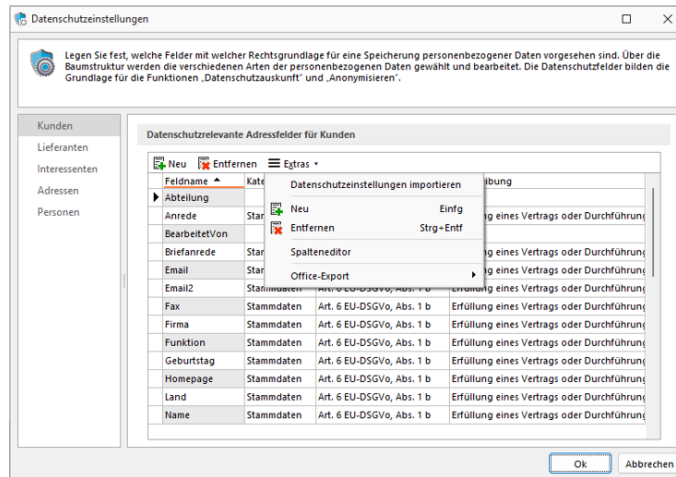 Datenschutzeinstellungen
Legen Sie fest, welche Felder mit welcher Rechtsgrundlage für eine Speicherung personenbezogener Daten vorgesehen sind. Über die
Baumstruktur werden die verschiedenen Arten der personenbezogenen Daten gewählt und bearbeitet. Die Datenschutzfelder bilden die
Grundlage für die Funktionen „Datenschutzauskunft" und „Anonymisieren".
Kunden
Lieferanten
Interessenten
Adressen
Personen
Datenschutzrelevante Adressfelder für Kunden
Neu Entfernen Extras
Feldname Kate ibung
Datenschutzeinstellungen importieren
Neu Einfg
Entfernen Strg+Entf
Spalteneditor
Office-Export
Abteilung
Anrede Star ng eines Vertrags oder Durchführung
BearbeitetVon
Briefanrede Star ng eines Vertrags oder Durchführung
Email Star ng eines Vertrags oder Durchführung
Email2 Stammdaten Art. 6 EU-DSGVo, Abs. 1 b Erfüllung eines Vertrags oder Durchführung
Fax Stammdaten Art. 6 EU-DSGVo, Abs. 1 b Erfüllung eines Vertrags oder Durchführung
Firma Stammdaten Art. 6 EU-DSGVo, Abs. 1 b Erfüllung eines Vertrags oder Durchführung
Funktion Stammdaten Art. 6 EU-DSGVo, Abs. 1 b Erfüllung eines Vertrags oder Durchführung
Geburtstag Stammdaten Art. 6 EU-DSGVo, Abs. 1 b Erfüllung eines Vertrags oder Durchführung
Homepage Stammdaten Art. 6 EU-DSGVo, Abs. 1 b Erfüllung eines Vertrags oder Durchführung
Land Stammdaten Art. 6 EU-DSGVo, Abs. 1 b Erfüllung eines Vertrags oder Durchführung
Name Stammdaten Art. 6 EU-DSGVo, Abs. 1 b Erfüllung eines Vertrags oder Durchführung
Ok Abbrechen